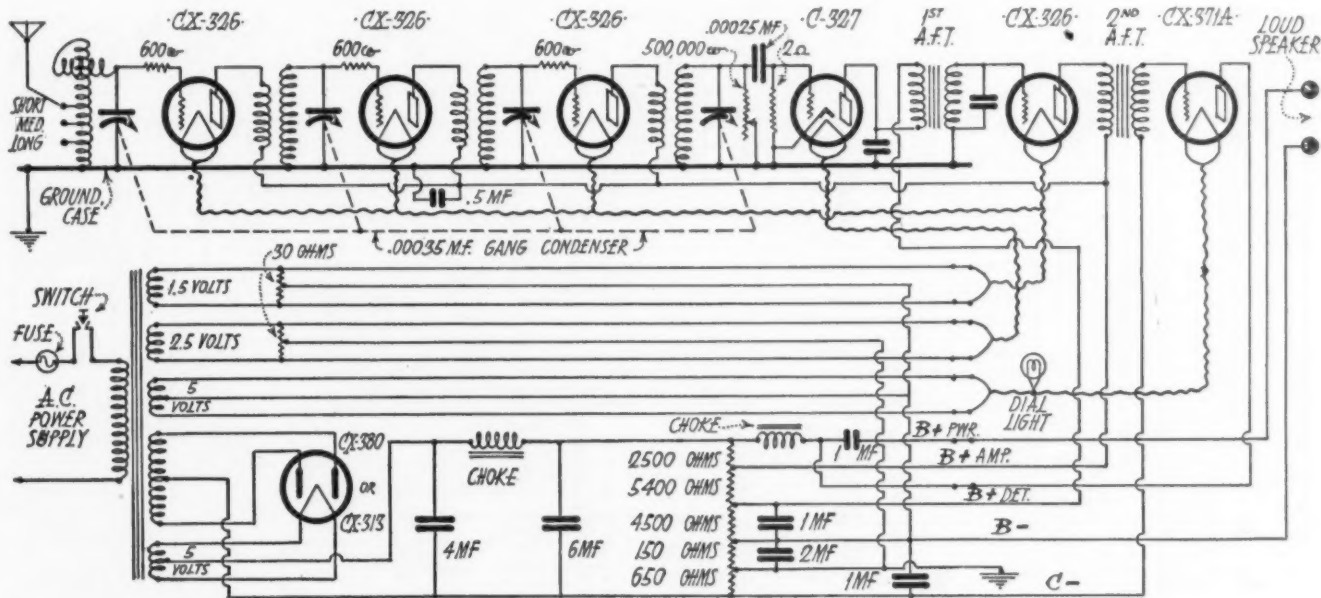 ·CX-326·
·CX-326·
·CX-326·
·C-327·
1ST A.F.T.
·CX-326·
2ND A.F.T.
·CX-371A·
LOUD SPEAKER
600
600
600
500,000
.00025 MF.
2Ω
SHORT
MED.
LONG
GROUND CASE
.5 MF
.00035 M.F. GANG CONDENSER
30 OHMS
1.5 VOLTS
SWITCH
FUSE
2.5 VOLTS
A.C. POWER SUPPLY
5 VOLTS
DIAL LIGHT
CX-380
OR
CX-313
CHOKE
CHOKE
B+ PWR.
1 MF
B+ AMP.
B+ DET.
B-
2500 OHMS
5400 OHMS
4500 OHMS
150 OHMS
650 OHMS
1 MF
2 MF
4MF
6MF
5 VOLTS
1MF
C-